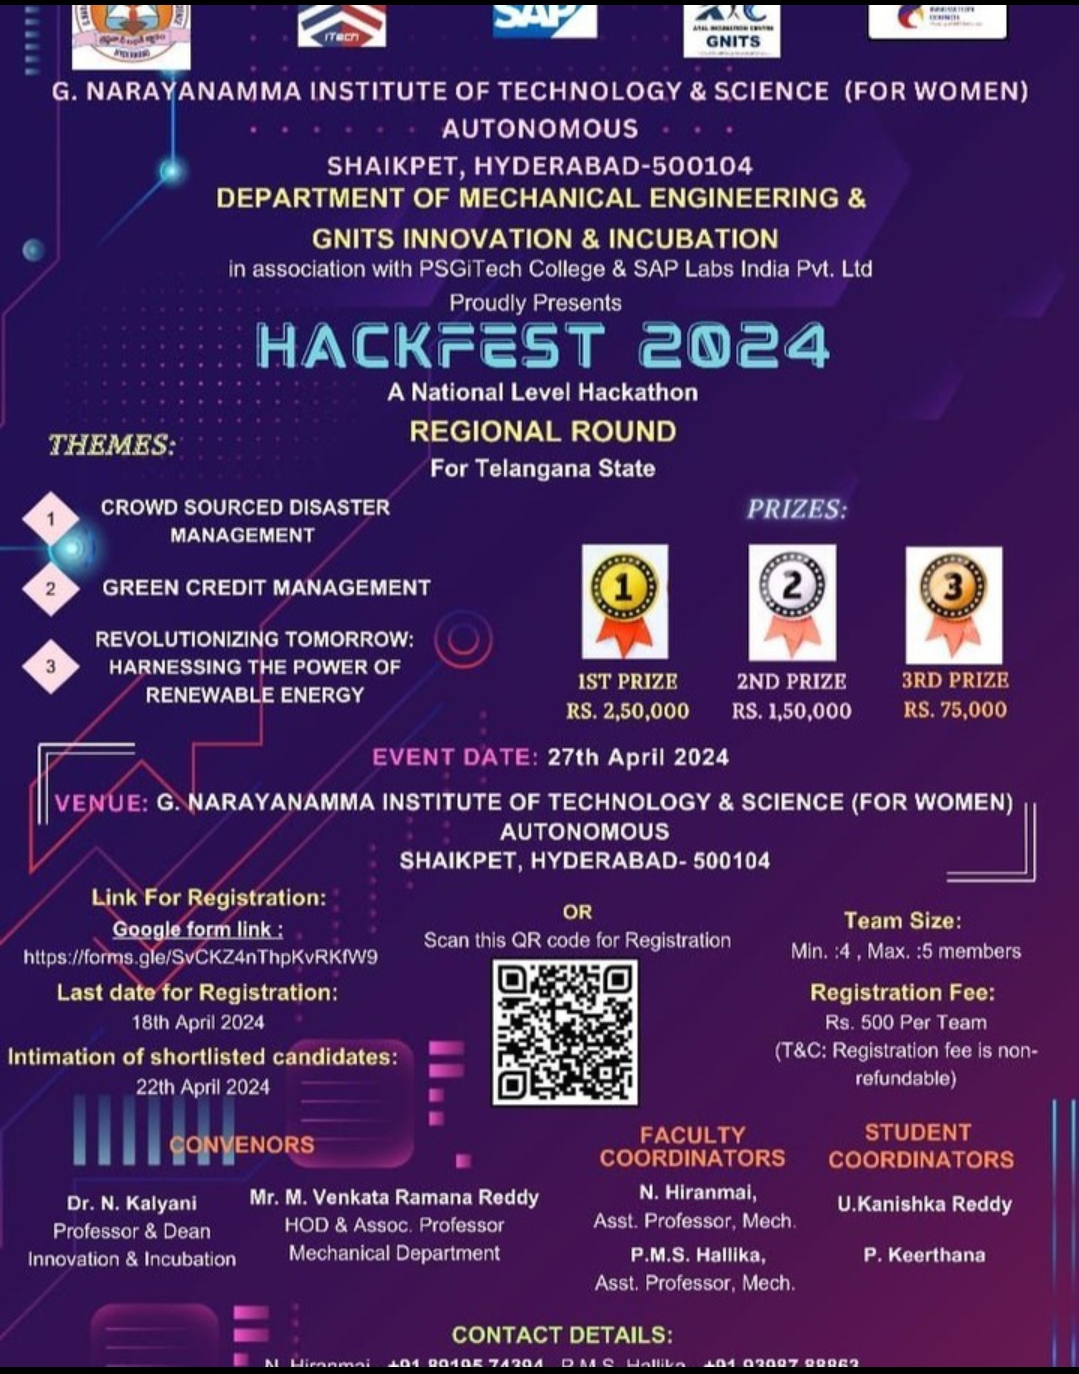 iTech
SAP
GNITS
G. NARAYANAMMA INSTITUTE OF TECHNOLOGY & SCIENCE (FOR WOMEN)
AUTONOMOUS
SHAIKPET, HYDERABAD-500104
DEPARTMENT OF MECHANICAL ENGINEERING &
GNITS INNOVATION & INCUBATION
in association with PSGiTech College & SAP Labs India Pvt. Ltd
Proudly Presents
HACKFEST 2024
A National Level Hackathon
REGIONAL ROUND
For Telangana State
THEMES:
1 CROWD SOURCED DISASTER
MANAGEMENT
2 GREEN CREDIT MANAGEMENT
3 REVOLUTIONIZING TOMORROW:
HARNESSING THE POWER OF
RENEWABLE ENERGY
PRIZES:
1 2 3
1ST PRIZE 2ND PRIZE 3RD PRIZE
RS. 2,50,000 RS. 1,50,000 RS. 75,000
EVENT DATE: 27th April 2024
VENUE: G. NARAYANAMMA INSTITUTE OF TECHNOLOGY & SCIENCE (FOR WOMEN)
AUTONOMOUS
SHAIKPET, HYDERABAD- 500104
Link For Registration:
Google form link :
https://forms.gle/SvCKZ4nThpKvRKfW9
Last date for Registration:
18th April 2024
Intimation of shortlisted candidates:
22th April 2024
OR
Scan this QR code for Registration
Team Size:
Min. :4 , Max. :5 members
Registration Fee:
Rs. 500 Per Team
(T&C: Registration fee is non-
refundable)
CONVENORS
Dr. N. Kalyani
Professor & Dean
Innovation & Incubation
Mr. M. Venkata Ramana Reddy
HOD & Assoc. Professor
Mechanical Department
FACULTY
COORDINATORS
N. Hiranmai,
Asst. Professor, Mech.
P.M.S. Hallika,
Asst. Professor, Mech.
STUDENT
COORDINATORS
U.Kanishka Reddy
P. Keerthana
CONTACT DETAILS:
N. Hiranmai P.M.S. Hallika